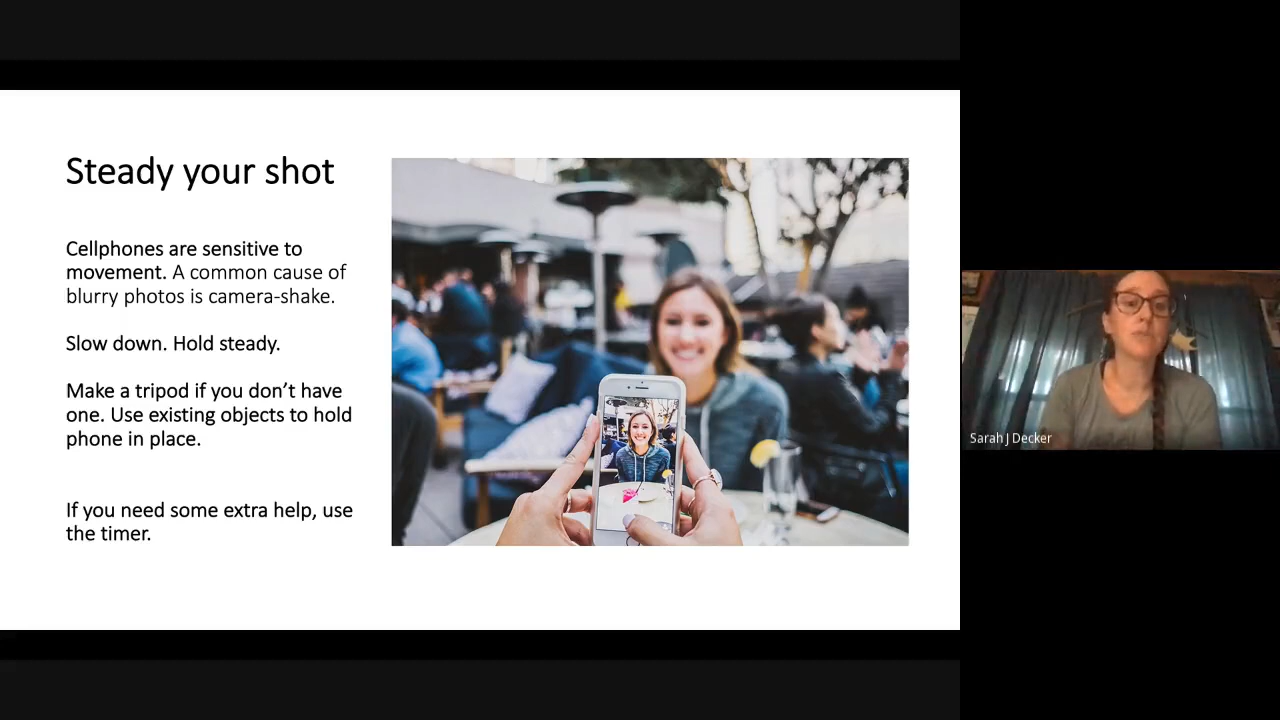 Steady your shot
Cellphones are sensitive to
movement. A common cause of
blurry photos is camera-shake.
Slow down. Hold steady.
Make a tripod if you don’t have
one. Use existing objects to hold
phone in place.
If you need some extra help, use
the timer.
Sarah J Decker